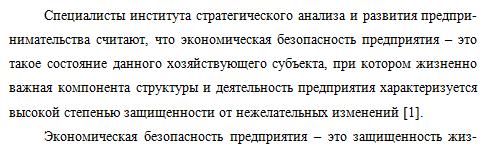 Специалисты института стратегического анализа и развития предпри-
нимательства считают, что экономическая безопасность предприятия – это
такое состояние данного хозяйствующего субъекта, при котором жизненно
важная компонента структуры и деятельность предприятия характеризуется
высокой степенью защищенности от нежелательных изменений [1].
Экономическая безопасность предприятия – это защищенность жиз-